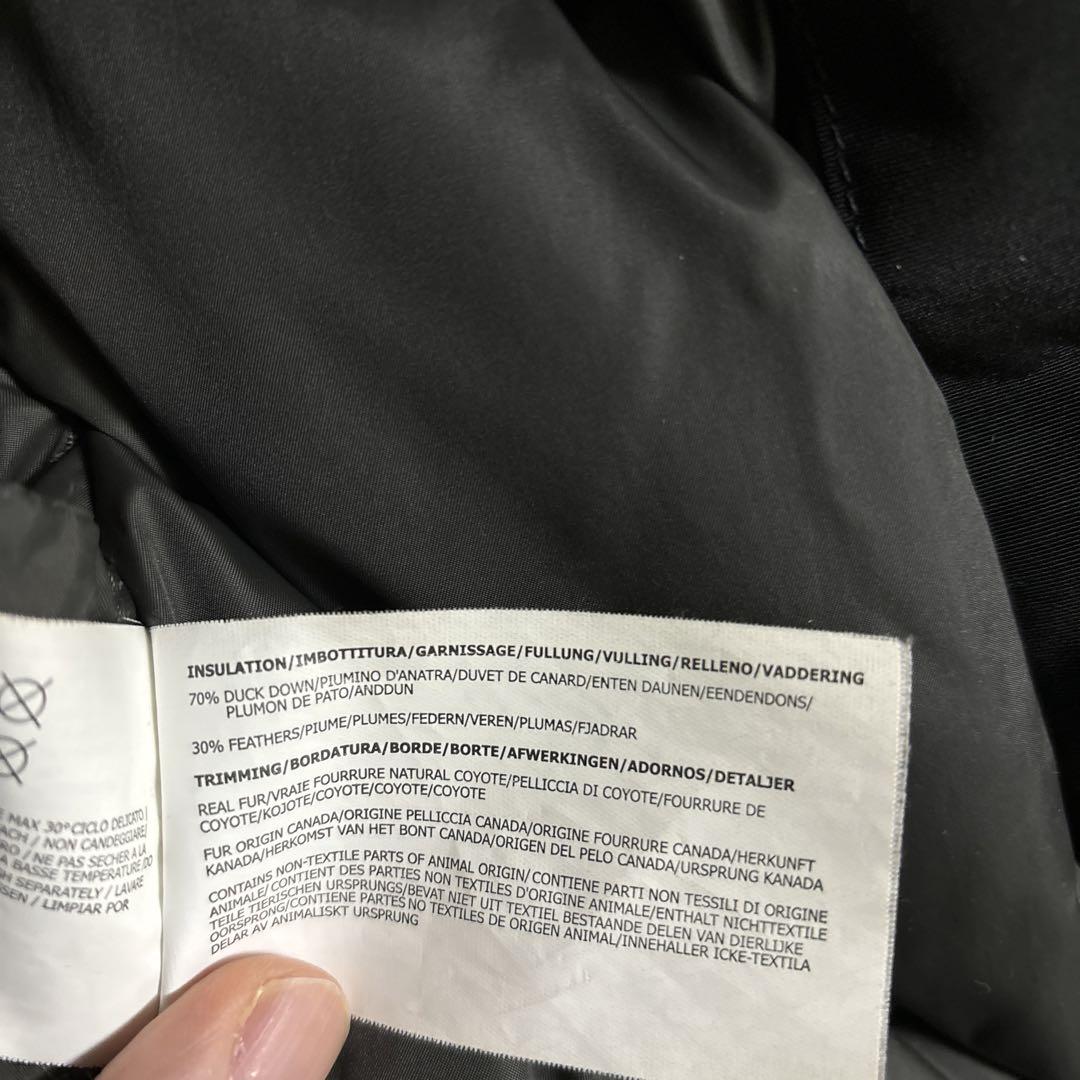 INSULATION/IMBOTTITURA/GARNISSAGE/FULLUNG/VULLING/RELLENO/VADDERING
70% DUCK DOWN/PIUMINO D'ANATRA/DUVET DE CANARD/ENTEN DAUNEN/EENDENDONS/
PLUMON DE PATO/ANDDUN
30% FEATHERS/PIUME/PLUMES/FEDERN/VEREN/PLUMAS/FJADRAR
TRIMMING/BORDATURA/BORDE/BORTE/AFWERKINGEN/ADORNOS/DETALJER
REAL FUR/VRAIE FOURRURE NATURAL COYOTE/PELLICCIA DI COYOTE/FOURRURE DE
COYOTE/KOJOTE/COYOTE/COYOTE/COYOTE
FUR ORIGIN CANADA/ORIGINE PELLICCIA CANADA/ORIGINE FOURRURE CANADA/HERKUNFT
KANADA/HERKOMST VAN HET BONT CANADA/ORIGEN DEL PELO CANADA/URSPRUNG KANADA
CONTAINS NON-TEXTILE PARTS OF ANIMAL ORIGIN/CONTIENE PARTI NON TESSILI DI ORIGINE
ANIMALE/CONTIENT DES PARTIES NON TEXTILES D'ORIGINE ANIMALE/ENTHALT NICHTTEXTILE
TEILE TIERISCHEN URSPRUNGS/BEVAT NIET UIT TEXTIEL BESTAANDE DELEN VAN DIERLIJKE
OORSPRONG/CONTIENE PARTES NO TEXTILES DE ORIGEN ANIMAL/INNEHALLER ICKE-TEXTILA
DELAR AV ANIMALISKT URSPRUNG
MAX 30° CICLO DELICATO/
/ NON CANDEGGIARE/
/ NE PAS SECHER A LA
A BASSE TEMPERATURE/DO
SEPARATELY / LAVARE
/ LIMPIAR POR